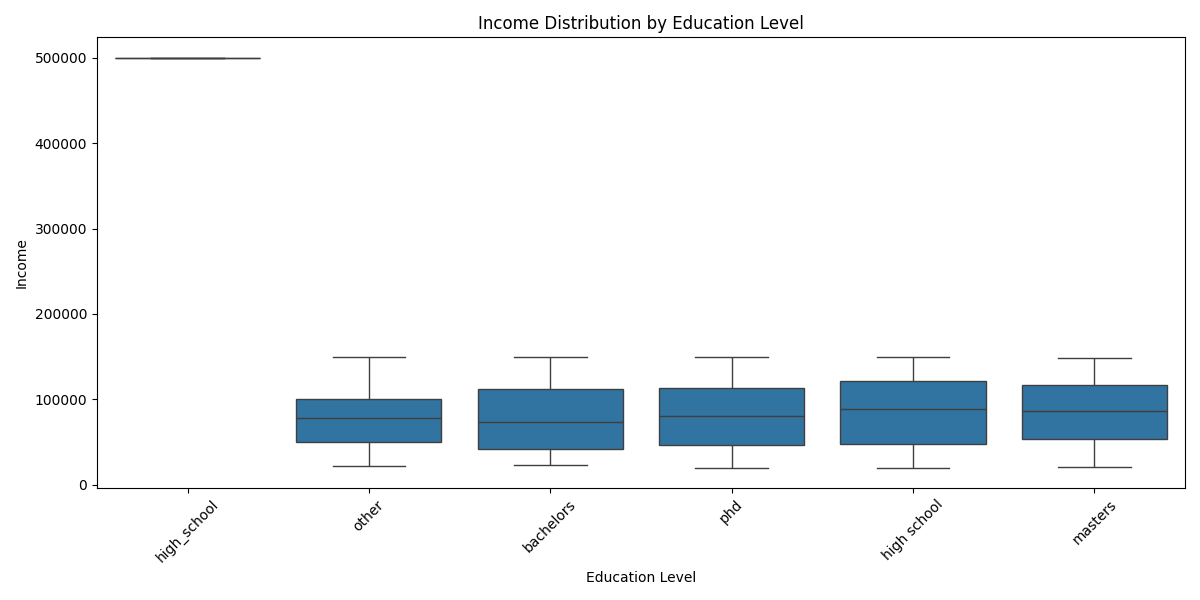 Income Distribution by Education Level
Income
500000
400000
300000
200000
100000
0
high_school
other
bachelors
phd
high school
masters
Education Level